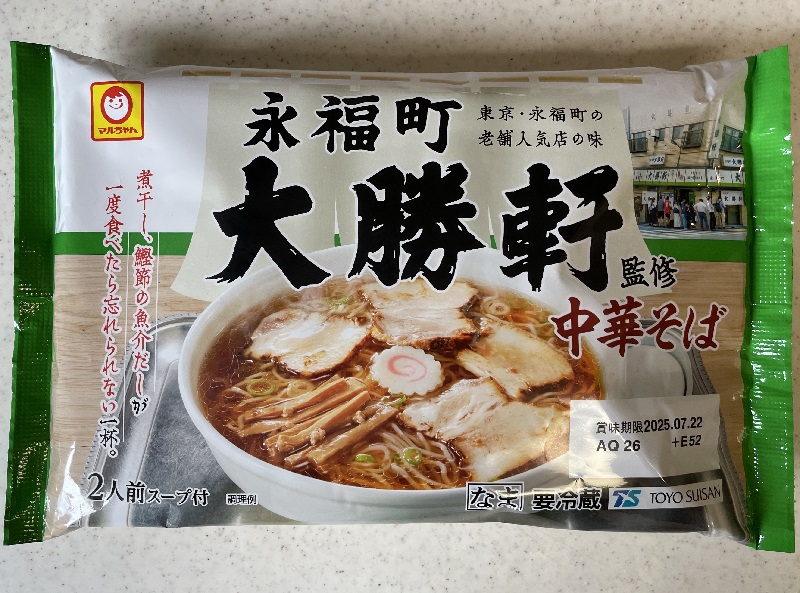 マルちゃん
永福町
東京・永福町の
老舗人気店の味
大勝軒
監修
中華そば
煮干し、鰹節の魚介だしが
一度食べたら忘れられない一杯。
賞味期限2025.07.22
AQ 26 +E52
2人前スープ付
調理例
なま 要冷蔵 TS TOYO SUISAN